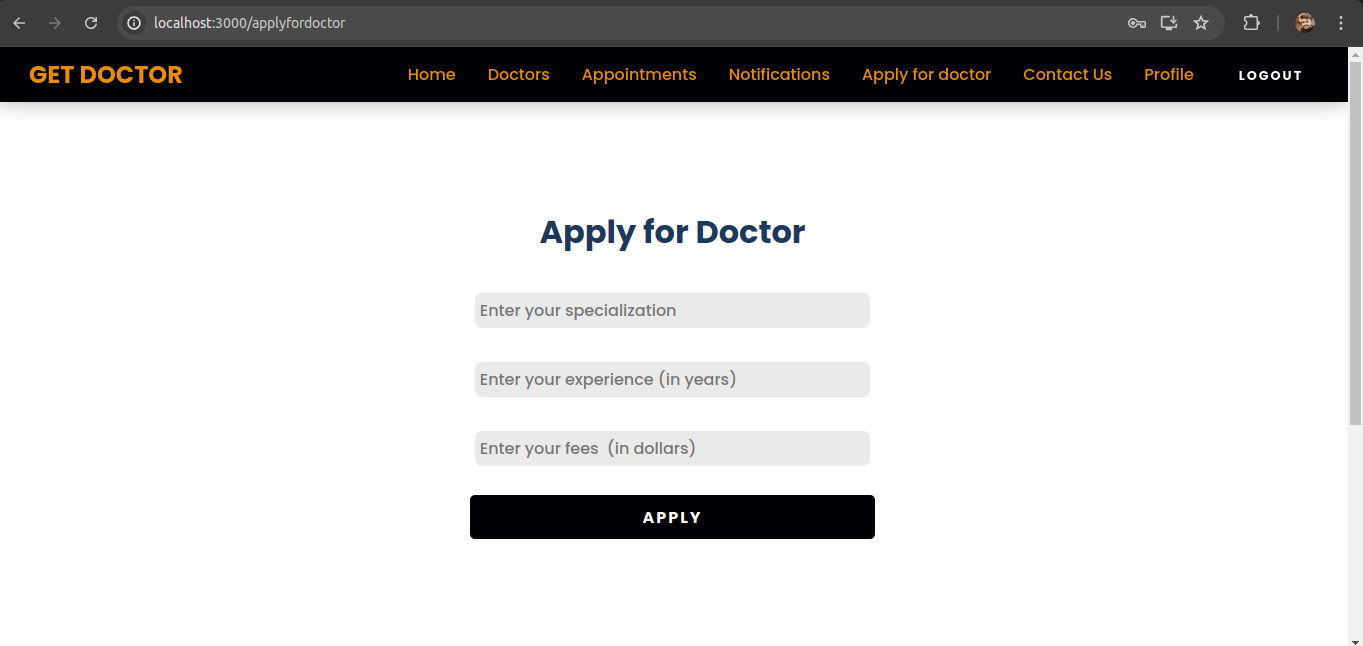 localhost:3000/applyfordoctor
GET DOCTOR Home Doctors Appointments Notifications Apply for doctor Contact Us Profile LOGOUT
Apply for Doctor
Enter your specialization
Enter your experience (in years)
Enter your fees  (in dollars)
APPLY